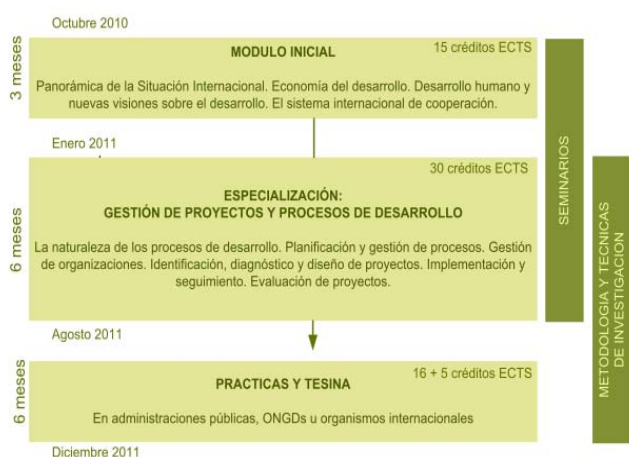 Octubre 2010
3 meses
MODULO INICIAL
15 créditos ECTS
Panorámica de la Situación Internacional. Economía del desarrollo. Desarrollo humano y
nuevas visiones sobre el desarrollo. El sistema internacional de cooperación.
Enero 2011
6 meses
30 créditos ECTS
ESPECIALIZACIÓN:
GESTIÓN DE PROYECTOS Y PROCESOS DE DESARROLLO
La naturaleza de los procesos de desarrollo. Planificación y gestión de procesos. Gestión
de organizaciones. Identificación, diagnóstico y diseño de proyectos. Implementación y
seguimiento. Evaluación de proyectos.
Agosto 2011
6 meses
16 + 5 créditos ECTS
PRACTICAS Y TESINA
En administraciones públicas, ONGDs u organismos internacionales
Diciembre 2011
SEMINARIOS
METODOLOGIA Y TECNICAS
DE INVESTIGACION